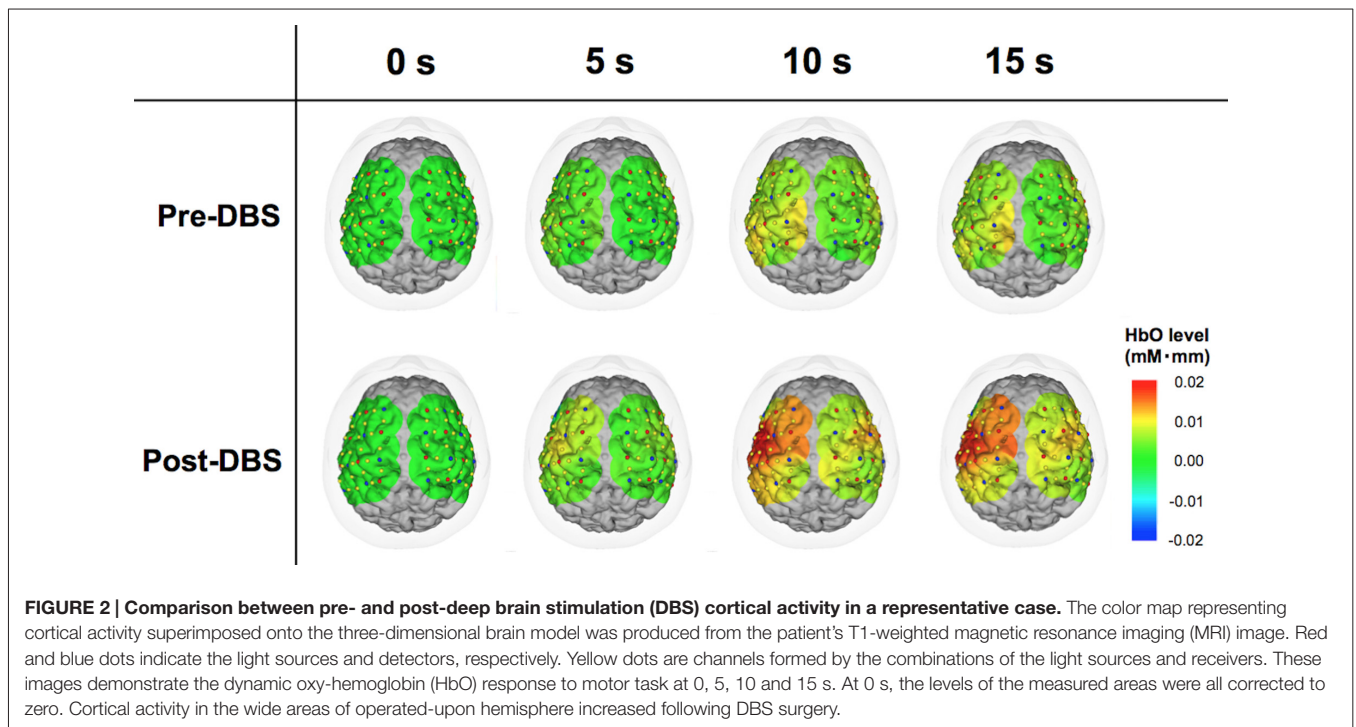 0 s 5 s 10 s 15 s
Pre-DBS
HbO level
(mM·mm)
0.02
0.01
0.00
-0.01
-0.02
Post-DBS
FIGURE 2 | Comparison between pre- and post-deep brain stimulation (DBS) cortical activity in a representative case. The color map representing
cortical activity superimposed onto the three-dimensional brain model was produced from the patient's T1-weighted magnetic resonance imaging (MRI) image. Red
and blue dots indicate the light sources and detectors, respectively. Yellow dots are channels formed by the combinations of the light sources and receivers. These
images demonstrate the dynamic oxy-hemoglobin (HbO) response to motor task at 0, 5, 10 and 15 s. At 0 s, the levels of the measured areas were all corrected to
zero. Cortical activity in the wide areas of operated-upon hemisphere increased following DBS surgery.